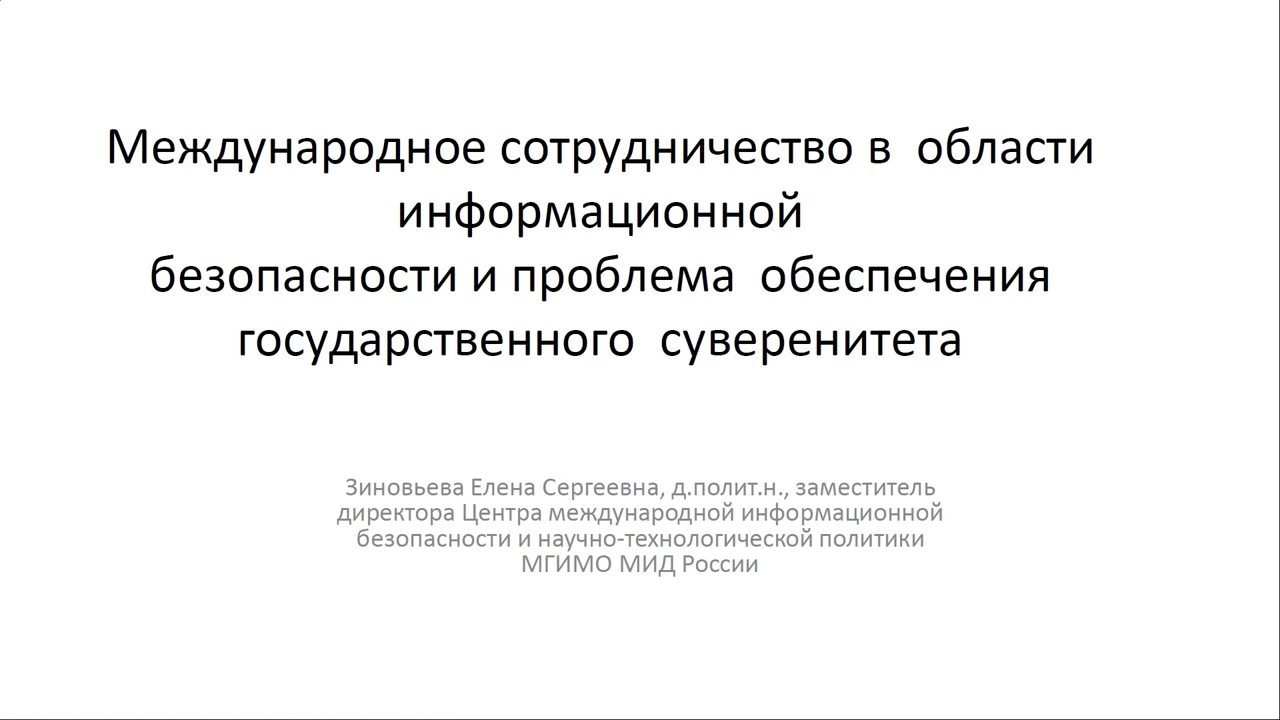 Международное сотрудничество в области
информационной
безопасности и проблема обеспечения
государственного суверенитета
Зиновьева Елена Сергеевна, д.полит.н., заместитель
директора Центра международной информационной
безопасности и научно-технологической политики
МГИМО МИД России